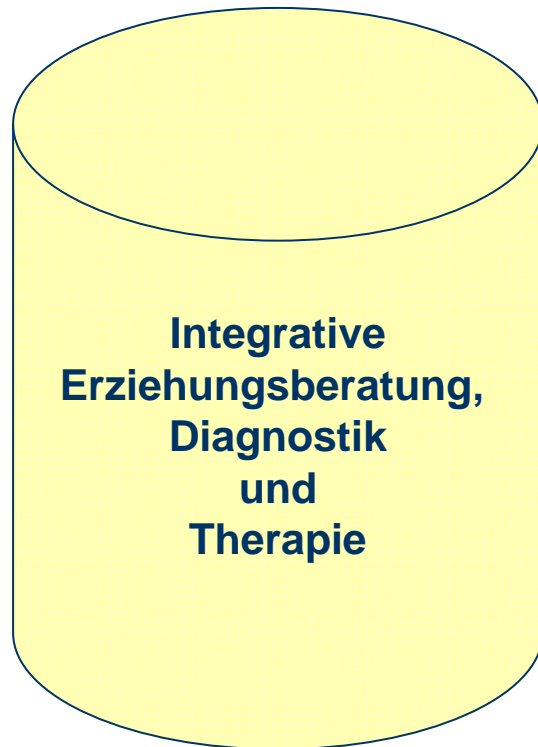 Integrative
Erziehungsberatung,
Diagnostik
und
Therapie